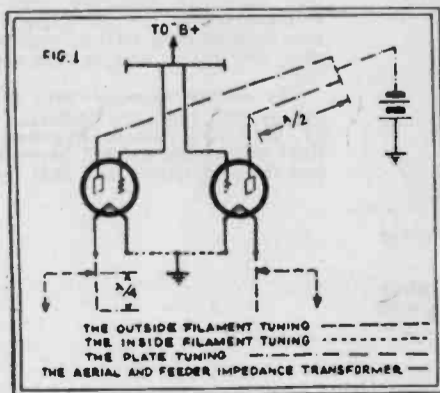 TO B+
FIG. 1
λ/2
λ/4
THE OUTSIDE FILAMENT TUNING
THE INSIDE FILAMENT TUNING
THE PLATE TUNING
THE AERIAL AND FEEDER IMPEDANCE TRANSFORMER